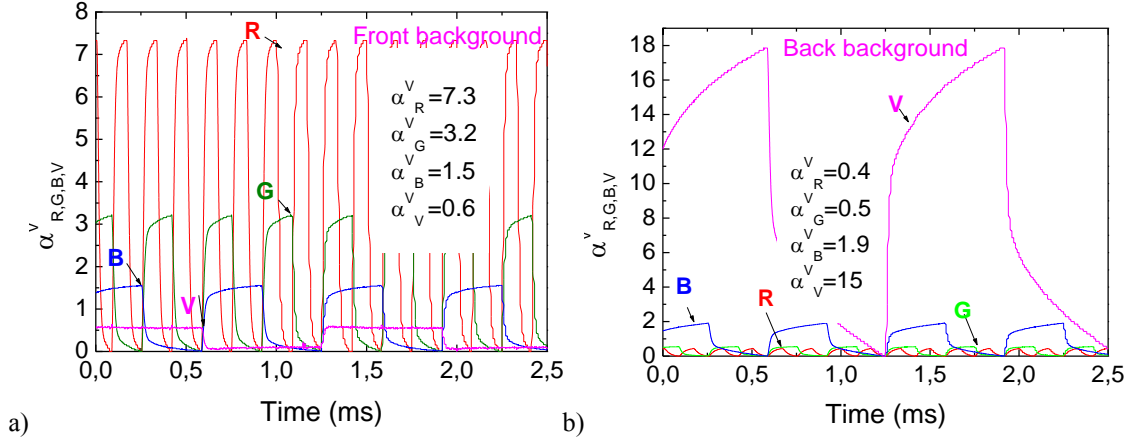 Front background
R
G
B
V
α^V_R=7.3
α^V_G=3.2
α^V_B=1.5
α^V_V=0.6
8
7
6
5
4
3
2
1
0
α^v_R,G,B,V
0,0 0,5 1,0 1,5 2,0 2,5
Time (ms)
a)
Back background
V
B
R
G
α^V_R=0.4
α^V_G=0.5
α^V_B=1.9
α^V_V=15
18
16
14
12
10
8
6
4
2
0
α^V_R,G,B,V
0,0 0,5 1,0 1,5 2,0 2,5
Time (ms)
b)